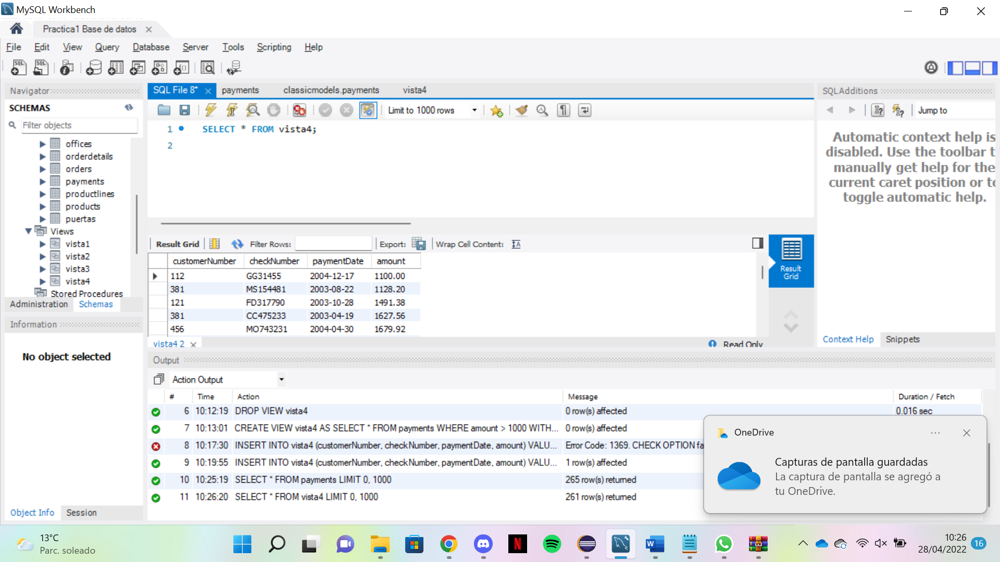 MySQL Workbench
Practica1 Base de datos
File Edit View Query Database Server Tools Scripting Help
Navigator
SCHEMAS
Filter objects
offices
orderdetails
orders
payments
productlines
products
puertas
Views
vista1
vista2
vista3
vista4
Stored Procedures
Administration Schemas
Information
No object selected
Object Info Session
SQL File 8* payments classicmodels.payments vista4
Limit to 1000 rows
1 SELECT * FROM vista4;
2
Result Grid Filter Rows: Export: Wrap Cell Content:
customerNumber checkNumber paymentDate amount
112 GG31455 2004-12-17 1100.00
381 MS154481 2003-08-22 1128.20
121 FD317790 2003-10-28 1491.38
381 CC475233 2003-04-19 1627.56
456 MO743231 2004-04-30 1679.92
Result
Grid
vista4 2 Read Only
SQLAdditions
Jump to
Automatic context help is
disabled. Use the toolbar t
manually get help for the
current caret position or to
toggle automatic help.
Context Help Snippets
Output
Action Output
# Time Action Message Duration / Fetch
6 10:12:19 DROP VIEW vista4 0 row(s) affected 0.016 sec
7 10:13:01 CREATE VIEW vista4 AS SELECT * FROM payments WHERE amount > 1000 WITH... 0 row(s) affected
8 10:17:30 INSERT INTO vista4 (customerNumber, checkNumber, paymentDate, amount) VALU... Error Code: 1369. CHECK OPTION fa
9 10:19:55 INSERT INTO vista4 (customerNumber, checkNumber, paymentDate, amount) VALU... 1 row(s) affected
10 10:25:19 SELECT * FROM payments LIMIT 0, 1000 265 row(s) returned
11 10:26:20 SELECT * FROM vista4 LIMIT 0, 1000 261 row(s) returned
OneDrive
Capturas de pantalla guardadas
La captura de pantalla se agregó a
tu OneDrive.
13°C
Parc. soleado
10:26
28/04/2022
16